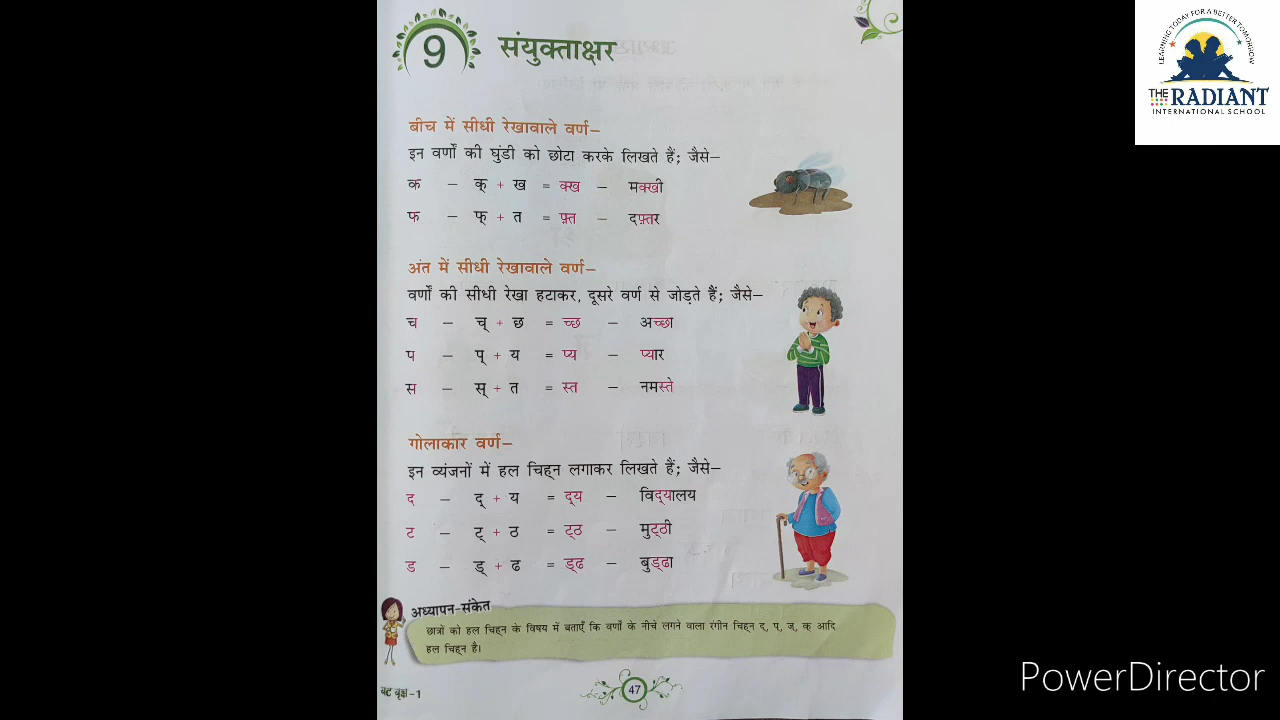 9 संयुक्ताक्षर
बीच में सीधी रेखावाले वर्ण–
इन वर्णों की घुंडी को छोटा करके लिखते हैं; जैसे–
क – क् + ख = क्ख – मक्खी
फ – फ् + त = फ़्त – दफ़्तर
अंत में सीधी रेखावाले वर्ण–
वर्णों की सीधी रेखा हटाकर, दूसरे वर्ण से जोड़ते हैं; जैसे–
च – च् + छ = च्छ – अच्छा
प – प् + य = प्य – प्यार
स – स् + त = स्त – नमस्ते
गोलाकार वर्ण–
इन व्यंजनों में हल चिह्न लगाकर लिखते हैं; जैसे–
द – द् + य = द्‌य – विद्‌यालय
ट – ट् + ठ = ट्‌ठ – मुट्‌ठी
ड – ड् + ढ = ड्‌ढ – बुड्‌ढा
अध्यापन-संकेत
छात्रों को हल चिह्न के विषय में बताएँ कि वर्णों के नीचे लगने वाला रंगीन चिह्न द्, प्, ज्, क् आदि
हल चिह्न है।
वट वृक्ष-1
47
LEARNING TODAY FOR A BETTER TOMORROW
THE RADIANT
INTERNATIONAL SCHOOL
PowerDirector